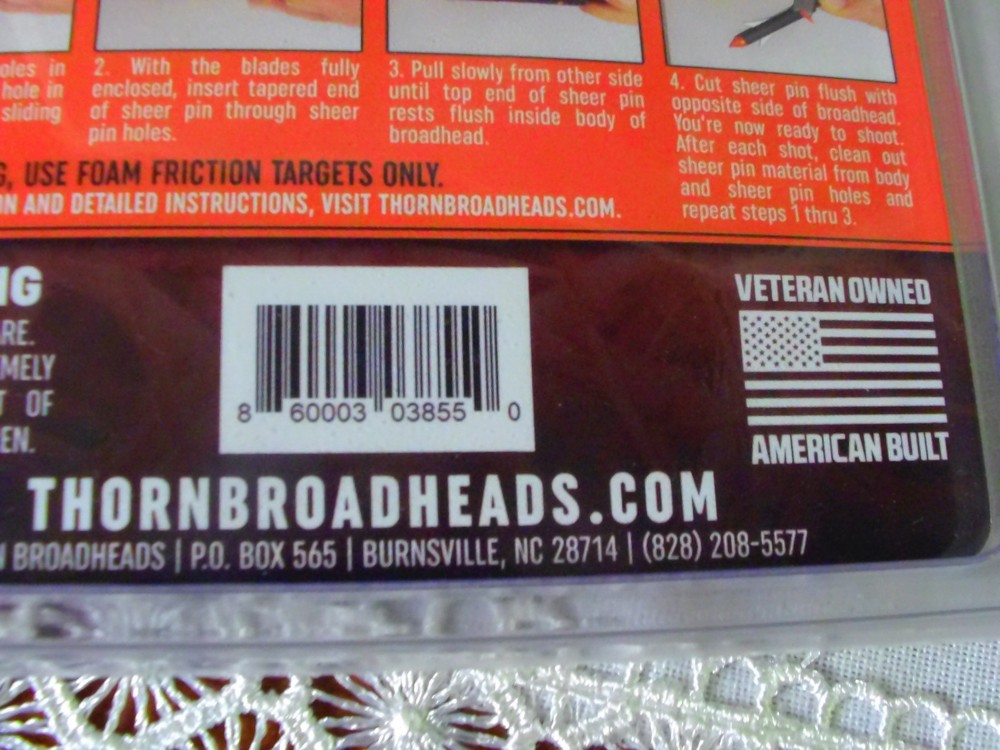 oles in
hole in
sliding
2. With the blades fully
enclosed, insert tapered end
of sheer pin through sheer
pin holes.
3. Pull slowly from other side
until top end of sheer pin
rests flush inside body of
broadhead.
4. Cut sheer pin flush with
opposite side of broadhead.
You're now ready to shoot.
After each shot, clean out
sheer pin material from body
and sheer pin holes and
repeat steps 1 thru 3.
G, USE FOAM FRICTION TARGETS ONLY.
ON AND DETAILED INSTRUCTIONS, VISIT THORNBROADHEADS.COM.
NG
RE.
MELY
T OF
EN.
8 60003 03855 0
VETERAN OWNED
AMERICAN BUILT
THORNBROADHEADS.COM
N BROADHEADS | P.O. BOX 565 | BURNSVILLE, NC 28714 | (828) 208-5577